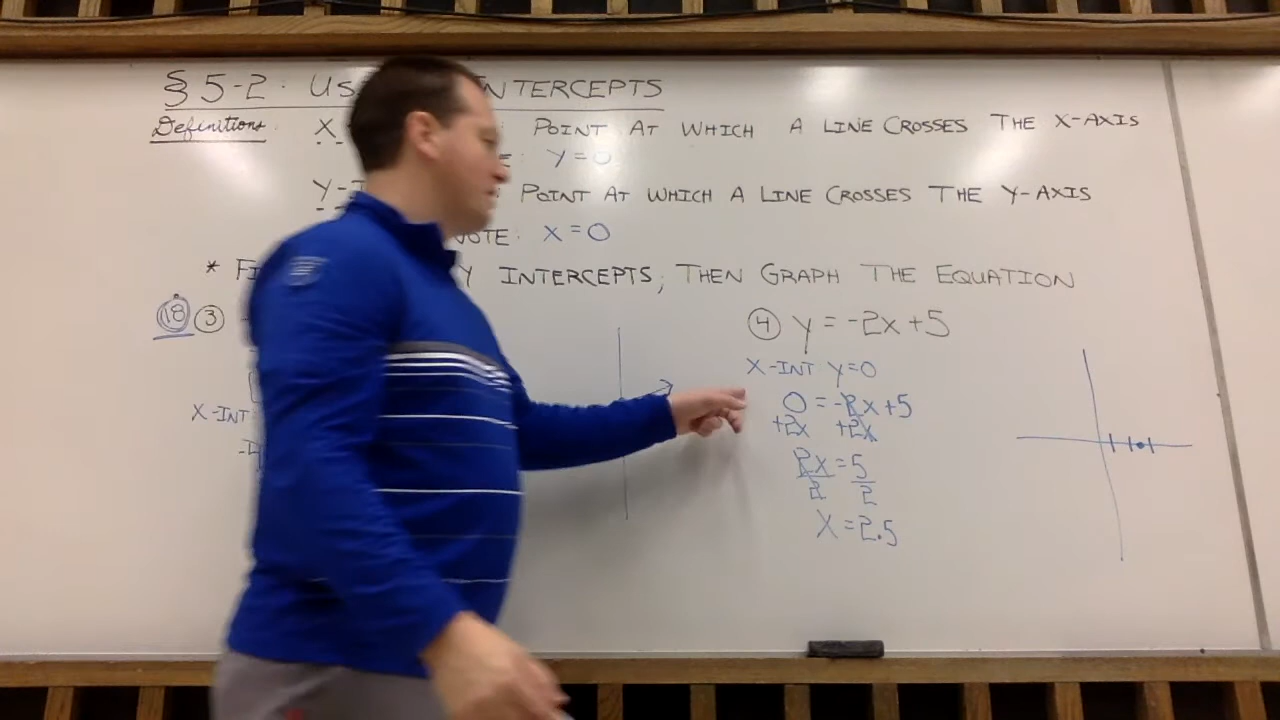 § 5-2: US NTERCEPTS
Definitions: X POINT AT WHICH A LINE CROSSES THE X-AXIS
E: Y=0
Y-I : POINT AT WHICH A LINE CROSSES THE Y-AXIS
NOTE: X=0
* FI Y INTERCEPTS, THEN GRAPH THE EQUATION
18 3
X-INT
4 y = -2x+5
X-INT y=0
0 = -2x+5
+2x +2x
2x = 5
2 2
X = 2.5